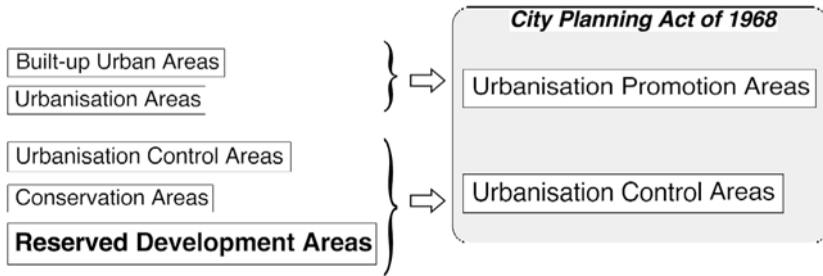 City Planning Act of 1968
Built-up Urban Areas
Urbanisation Areas
Urbanisation Promotion Areas
Urbanisation Control Areas
Conservation Areas
Reserved Development Areas
Urbanisation Control Areas